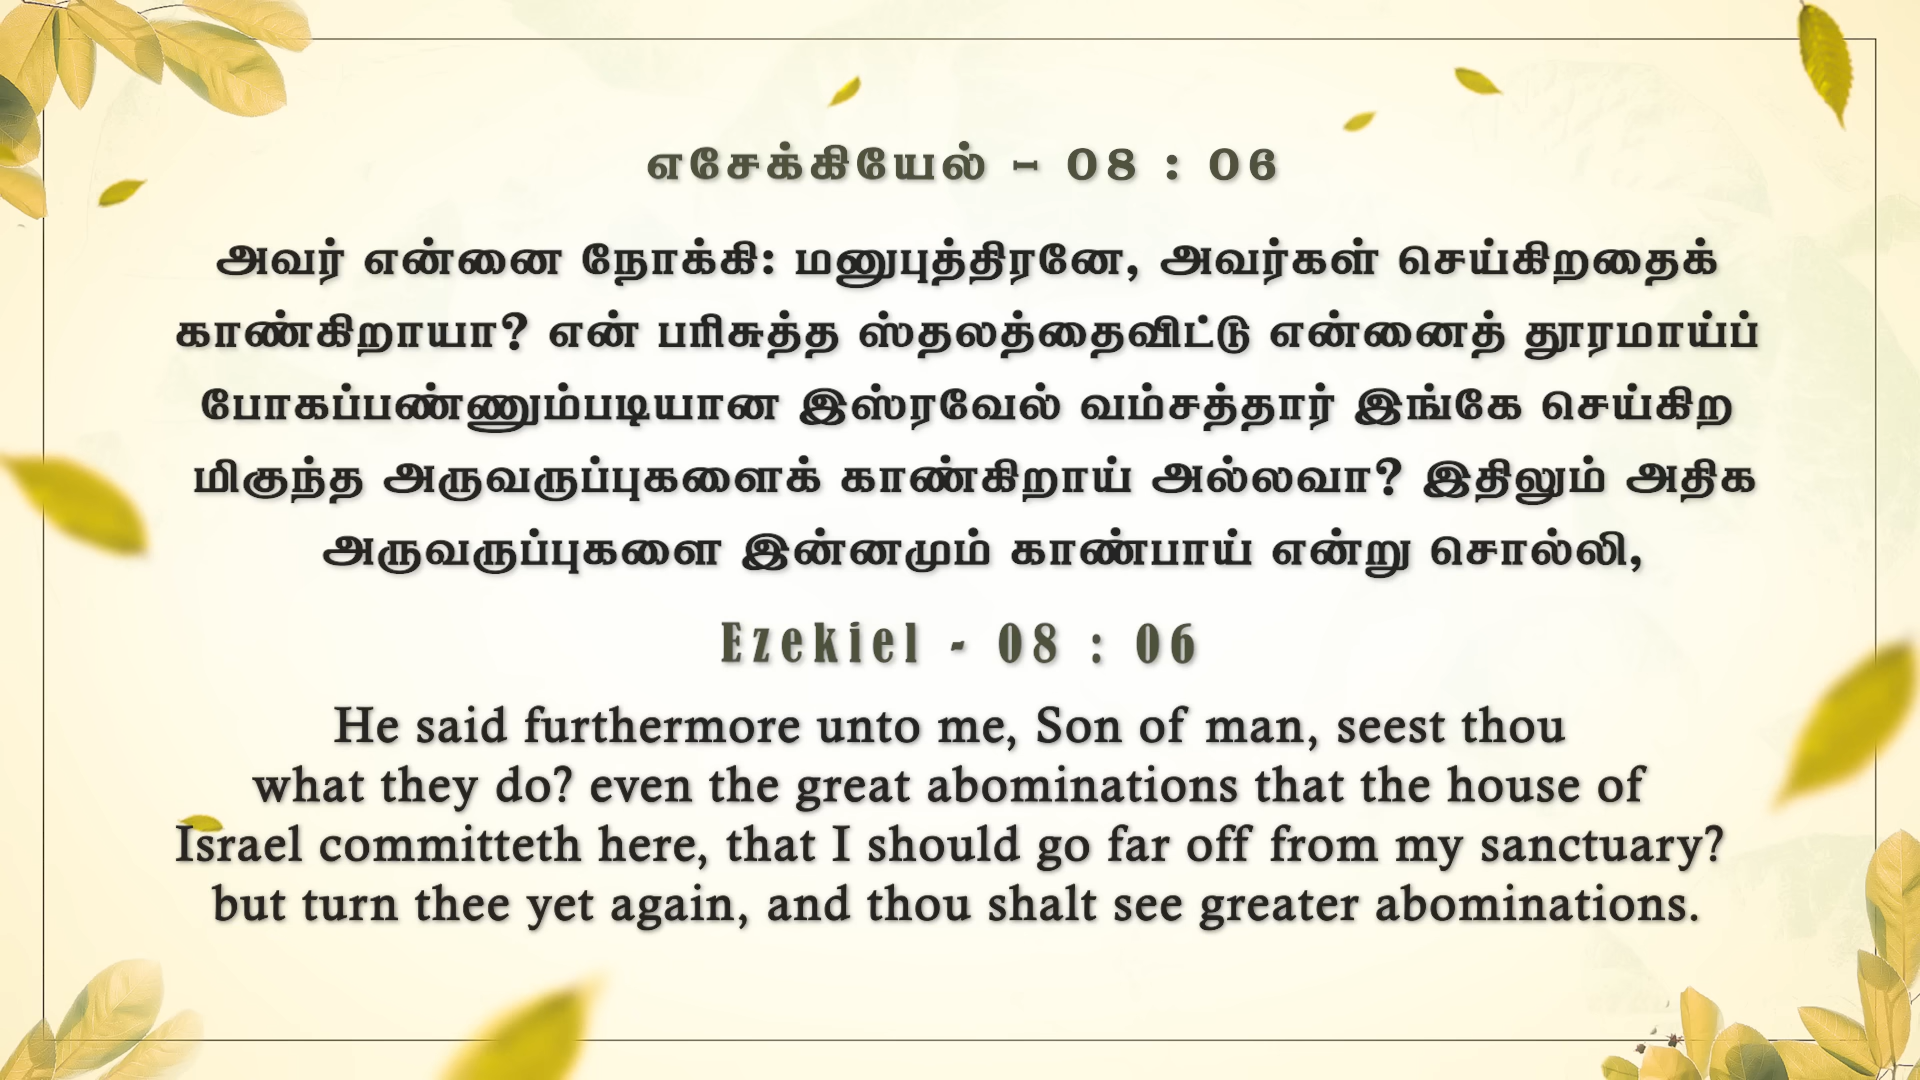 எசேக்கியேல் - 08 : 06
அவர் என்னை நோக்கி: மனுபுத்திரனே, அவர்கள் செய்கிறதைக்
காண்கிறாயா? என் பரிசுத்த ஸ்தலத்தைவிட்டு என்னைத் தூரமாய்ப்
போகப்பண்ணும்படியான இஸ்ரவேல் வம்சத்தார் இங்கே செய்கிற
மிகுந்த அருவருப்புகளைக் காண்கிறாய் அல்லவா? இதிலும் அதிக
அருவருப்புகளை இன்னமும் காண்பாய் என்று சொல்லி,
Ezekiel - 08 : 06
He said furthermore unto me, Son of man, seest thou
what they do? even the great abominations that the house of
Israel committeth here, that I should go far off from my sanctuary?
but turn thee yet again, and thou shalt see greater abominations.